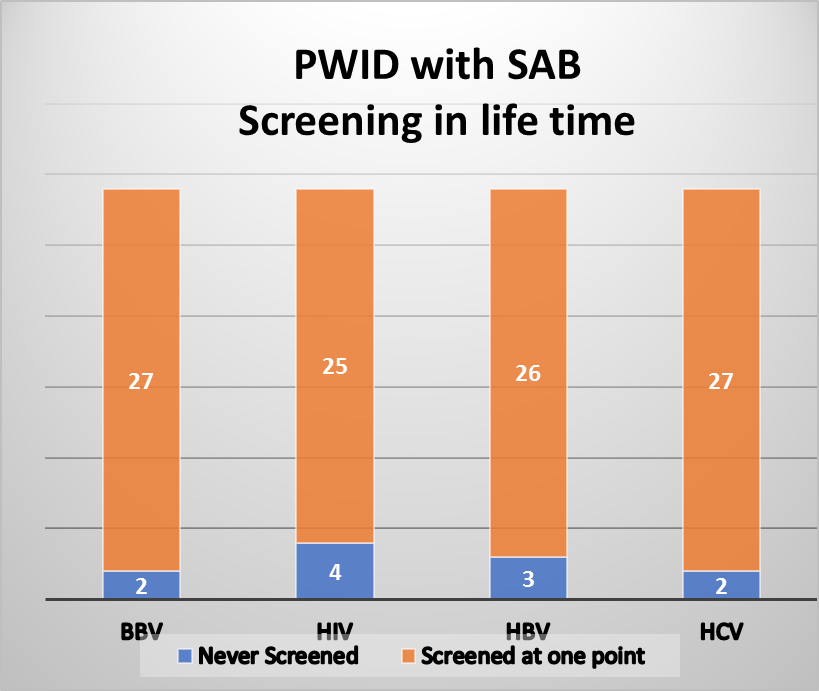 PWID with SAB
Screening in life time
27
25
26
27
2
4
3
2
BBV
HIV
HBV
HCV
Never Screened
Screened at one point